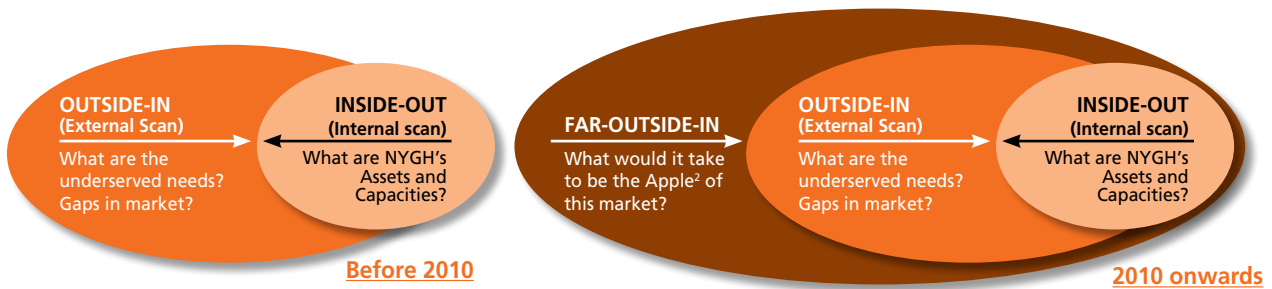 OUTSIDE-IN
(External Scan)
What are the
underserved needs?
Gaps in market?
INSIDE-OUT
(Internal scan)
What are NYGH's
Assets and
Capacities?
Before 2010
FAR-OUTSIDE-IN
What would it take
to be the Apple² of
this market?
OUTSIDE-IN
(External Scan)
What are the
underserved needs?
Gaps in market?
INSIDE-OUT
(Internal scan)
What are NYGH's
Assets and
Capacities?
2010 onwards